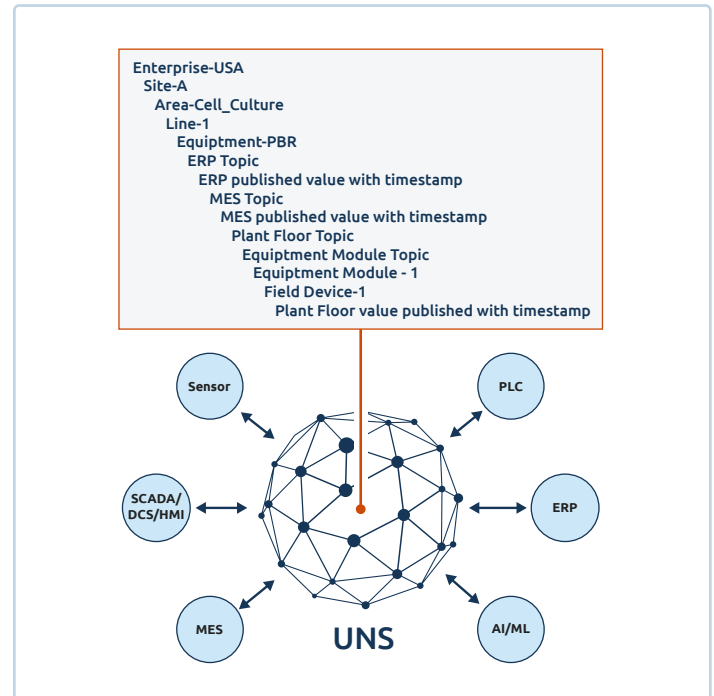 Enterprise-USA
Site-A
Area-Cell_Culture
Line-1
Equiptment-PBR
ERP Topic
ERP published value with timestamp
MES Topic
MES published value with timestamp
Plant Floor Topic
Equiptment Module Topic
Equiptment Module - 1
Field Device-1
Plant Floor value published with timestamp
Sensor
PLC
SCADA/
DCS/HMI
ERP
MES
AI/ML
UNS